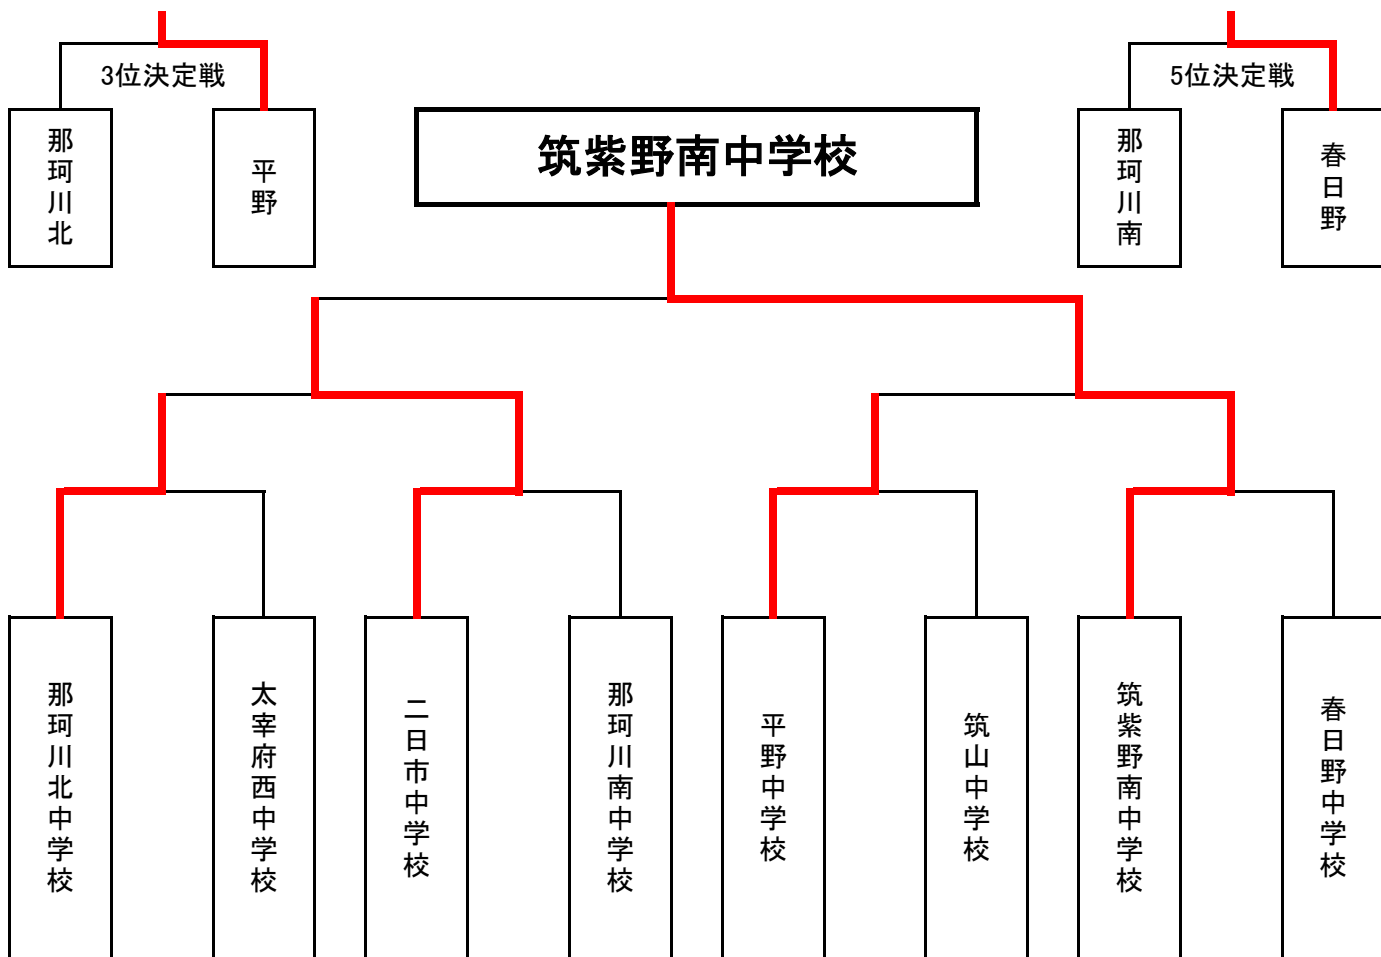 3位決定戦
5位決定戦
那珂川北
平野
筑紫野南中学校
那珂川南
春日野
那珂川北中学校
太宰府西中学校
二日市中学校
那珂川南中学校
平野中学校
筑山中学校
筑紫野南中学校
春日野中学校